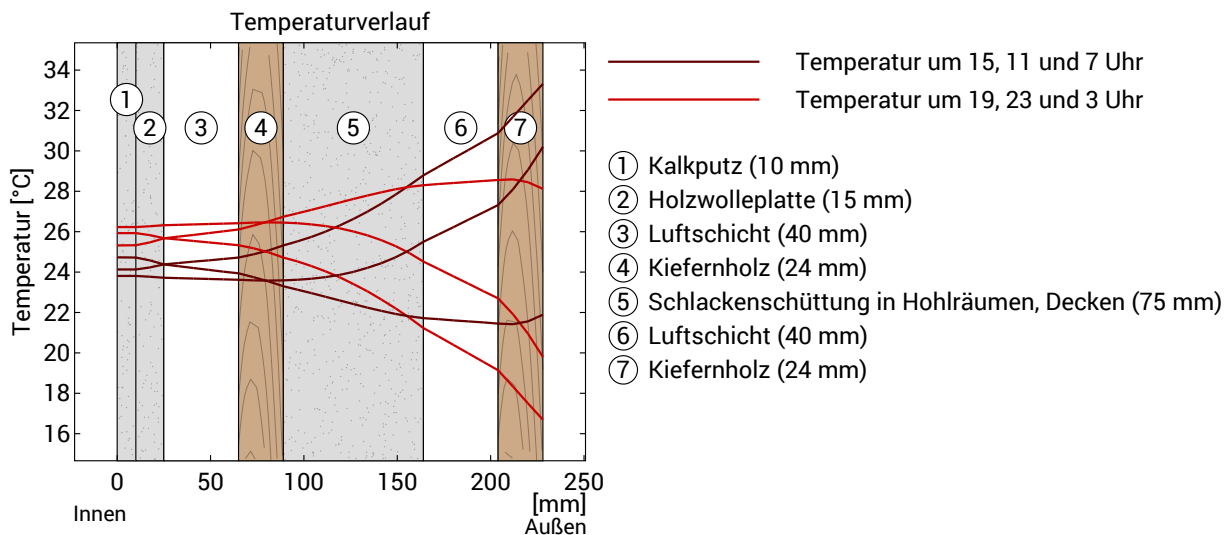 Temperaturverlauf
Temperatur [°C]
34
32
30
28
26
24
22
20
18
16
1
2
3
4
5
6
7
0
50
100
150
200
250
[mm]
Innen
Außen
Temperatur um 15, 11 und 7 Uhr
Temperatur um 19, 23 und 3 Uhr
1 Kalkputz (10 mm)
2 Holzwolleplatte (15 mm)
3 Luftschicht (40 mm)
4 Kiefernholz (24 mm)
5 Schlackenschüttung in Hohlräumen, Decken (75 mm)
6 Luftschicht (40 mm)
7 Kiefernholz (24 mm)